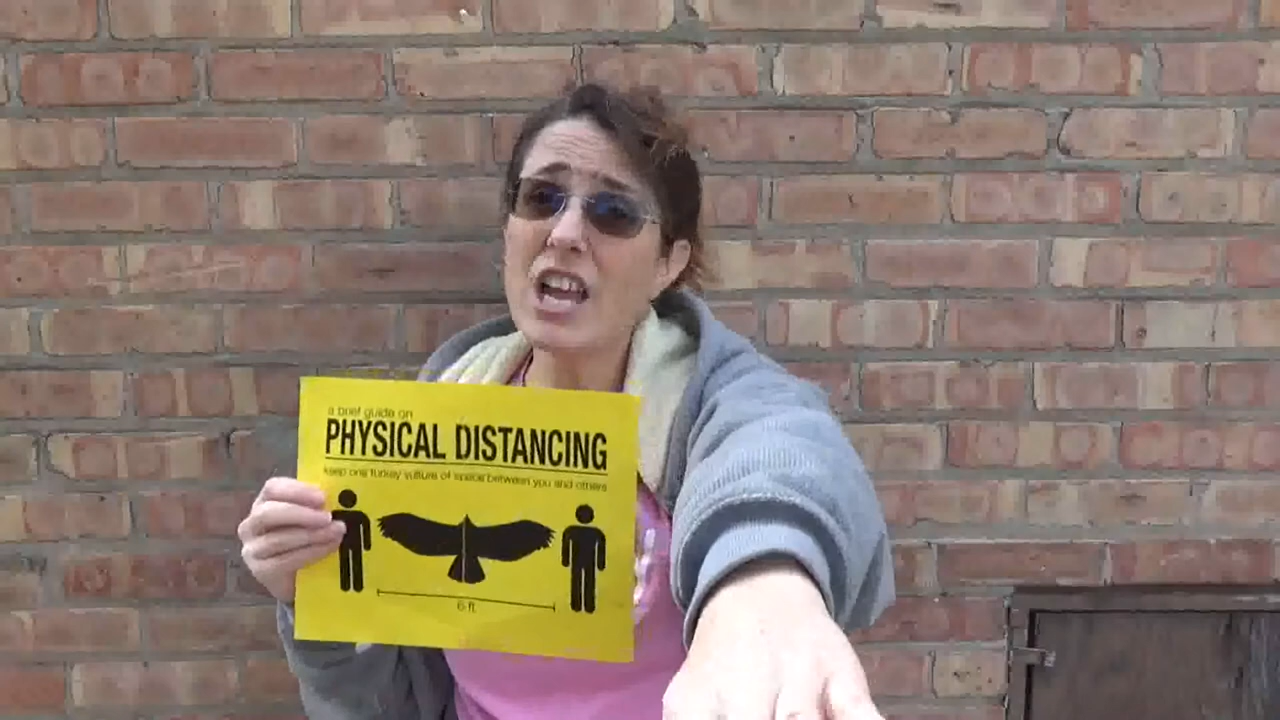 a brief guide on
PHYSICAL DISTANCING
keep one turkey vulture of space between you and others
6 ft.